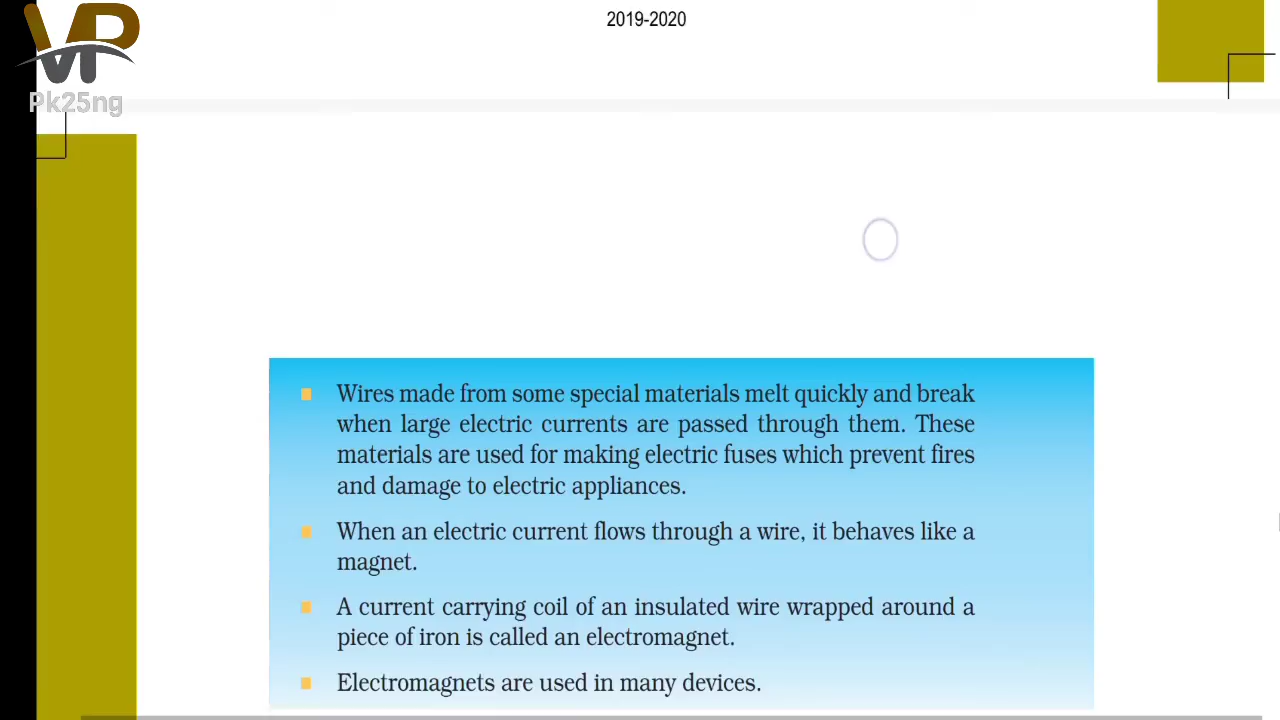 2019-2020
VP
Pk25ng
Wires made from some special materials melt quickly and break
when large electric currents are passed through them. These
materials are used for making electric fuses which prevent fires
and damage to electric appliances.
When an electric current flows through a wire, it behaves like a
magnet.
A current carrying coil of an insulated wire wrapped around a
piece of iron is called an electromagnet.
Electromagnets are used in many devices.